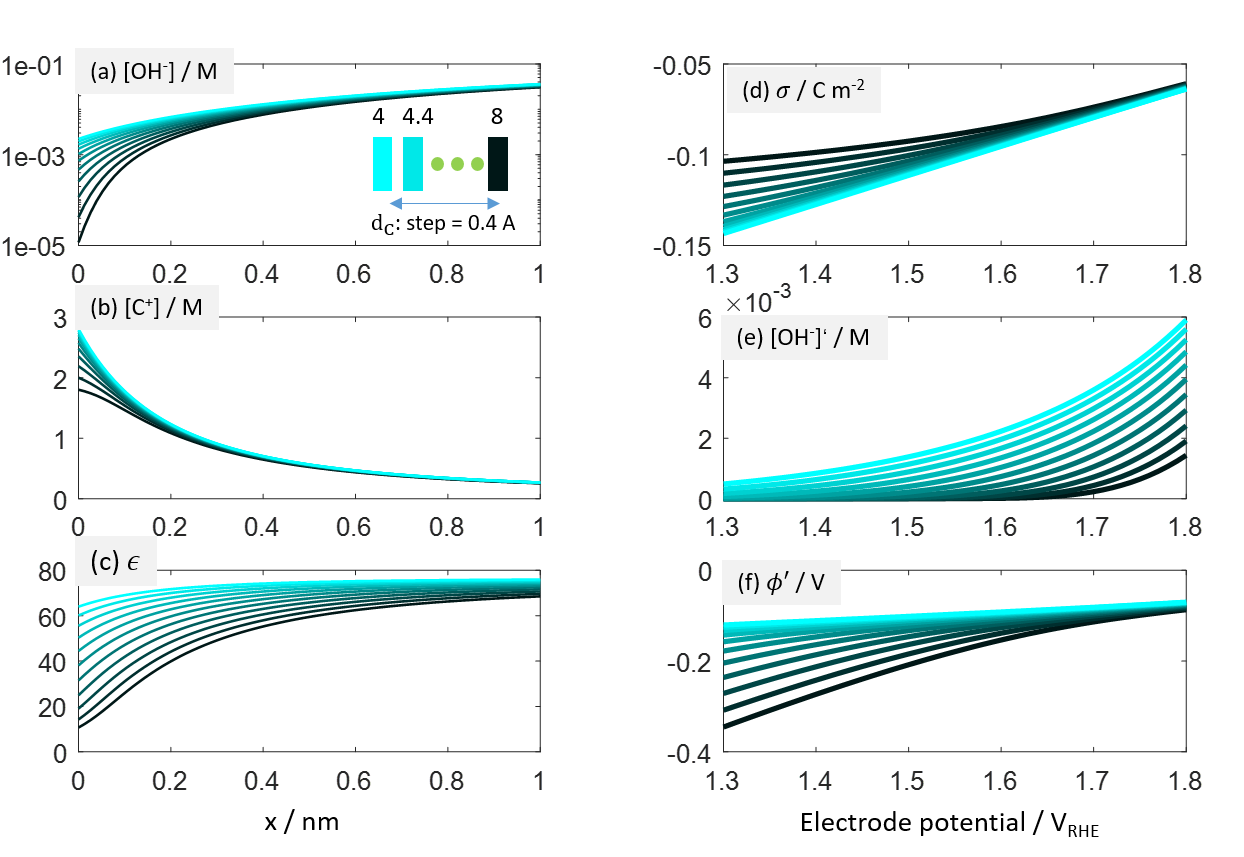 (a) [OH-] / M
1e-01
1e-03
1e-05
4 4.4 8
dC: step = 0.4 A
0 0.2 0.4 0.6 0.8 1
(b) [C+] / M
3
2
1
0
0 0.2 0.4 0.6 0.8 1
(c) ϵ
80
60
40
20
0
0 0.2 0.4 0.6 0.8 1
x / nm
(d) σ / C m-2
-0.05
-0.1
-0.15
1.3 1.4 1.5 1.6 1.7 1.8
×10-3
(e) [OH-]‘ / M
6
4
2
0
1.3 1.4 1.5 1.6 1.7 1.8
(f) ϕ′ / V
0
-0.2
-0.4
1.3 1.4 1.5 1.6 1.7 1.8
Electrode potential / VRHE